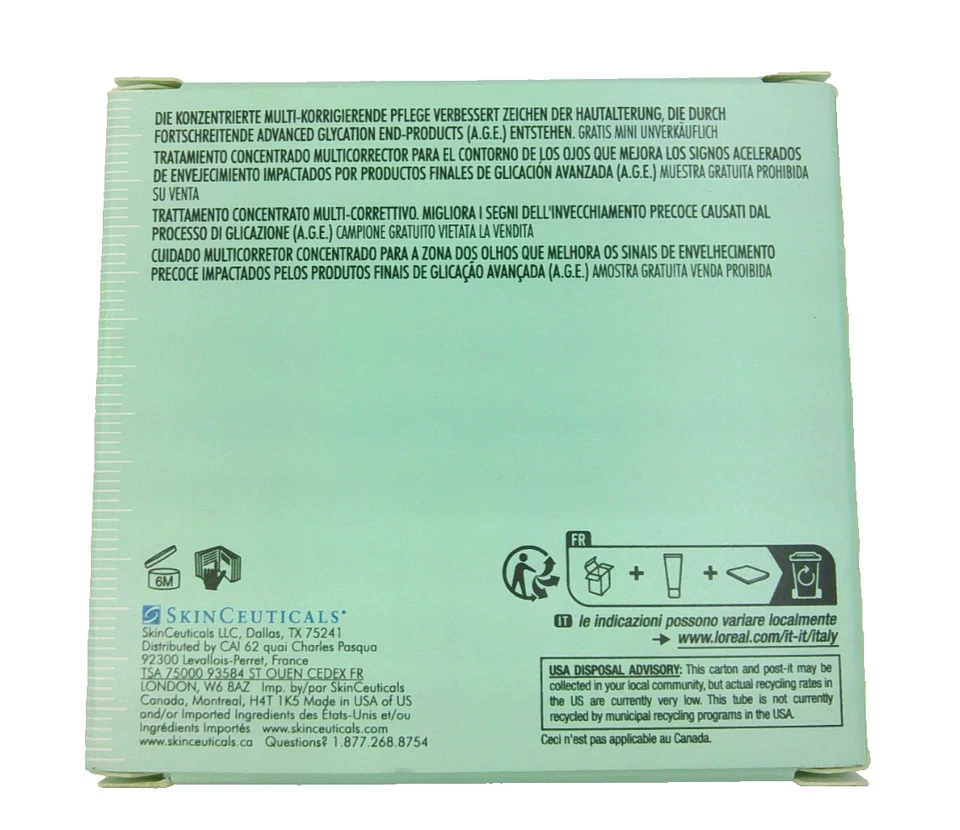 DIE KONZENTRIERTE MULTI-KORRIGIERENDE PFLEGE VERBESSERT ZEICHEN DER HAUTALTERUNG, DIE DURCH
FORTSCHREITENDE ADVANCED GLYCATION END-PRODUCTS (A.G.E.) ENTSTEHEN. GRATIS MINI UNVERKÄUFLICH
TRATAMIENTO CONCENTRADO MULTICORRECTOR PARA EL CONTORNO DE LOS OJOS QUE MEJORA LOS SIGNOS ACELERADOS
DE ENVEJECIMIENTO IMPACTADOS POR PRODUCTOS FINALES DE GLICACIÓN AVANZADA (A.G.E.) MUESTRA GRATUITA PROHIBIDA
SU VENTA
TRATTAMENTO CONCENTRATO MULTI-CORRETTIVO. MIGLIORA I SEGNI DELL'INVECCHIAMENTO PRECOCE CAUSATI DAL
PROCESSO DI GLICAZIONE (A.G.E.) CAMPIONE GRATUITO VIETATA LA VENDITA
CUIDADO MULTICORRETOR CONCENTRADO PARA A ZONA DOS OLHOS QUE MELHORA OS SINAIS DE ENVELHECIMENTO
PRECOCE IMPACTADOS PELOS PRODUTOS FINAIS DE GLICAÇÃO AVANÇADA (A.G.E.) AMOSTRA GRATUITA VENDA PROIBIDA
6M
SKINCEUTICALS
SkinCeuticals LLC, Dallas, TX 75241
Distributed by CAI 62 quai Charles Pasqua
92300 Levallois-Perret, France
TSA 75000 93584 ST OUEN CEDEX FR
LONDON, W6 8AZ Imp. by/par SkinCeuticals
Canada, Montreal, H4T 1K5 Made in USA of US
and/or Imported Ingredients des États-Unis et/ou
Ingrédients Importés www.skinceuticals.com
www.skinceuticals.ca Questions? 1.877.268.8754
FR
+ +
IT le indicazioni possono variare localmente
→ www.loreal.com/it-it/italy
USA DISPOSAL ADVISORY: This carton and post-it may be
collected in your local community, but actual recycling rates in
the US are currently very low. This tube is not currently
recycled by municipal recycling programs in the USA.
Ceci n'est pas applicable au Canada.